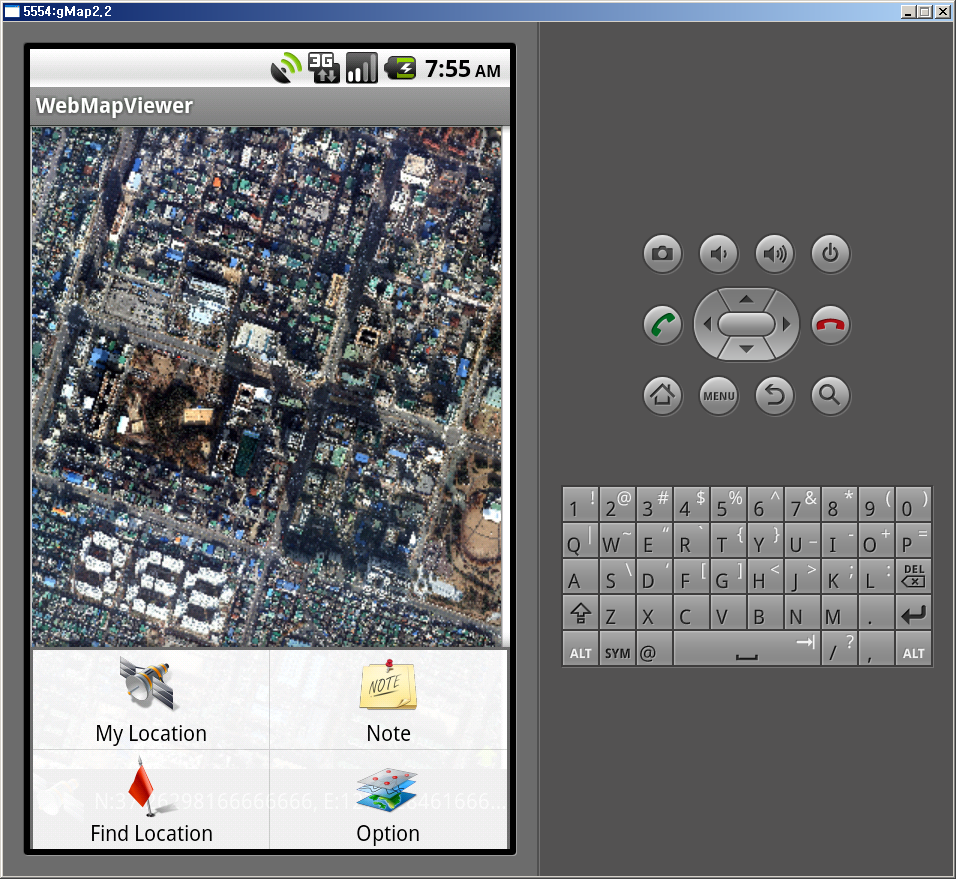 5554:gMap2,2
3G
7:55 AM
WebMapViewer
My Location
NOTE
Note
Find Location
Option
MENU
1 ! 2 @ 3 # 4 $ 5 % 6 ^ 7 & 8 * 9 ( 0 )
Q | W ~ E “ R ` T { Y } U _ I - O + P =
A S \ D ‘ F [ G ] H < J > K ; L : DEL
Z X C V B N M .
ALT SYM @ / ? , ALT